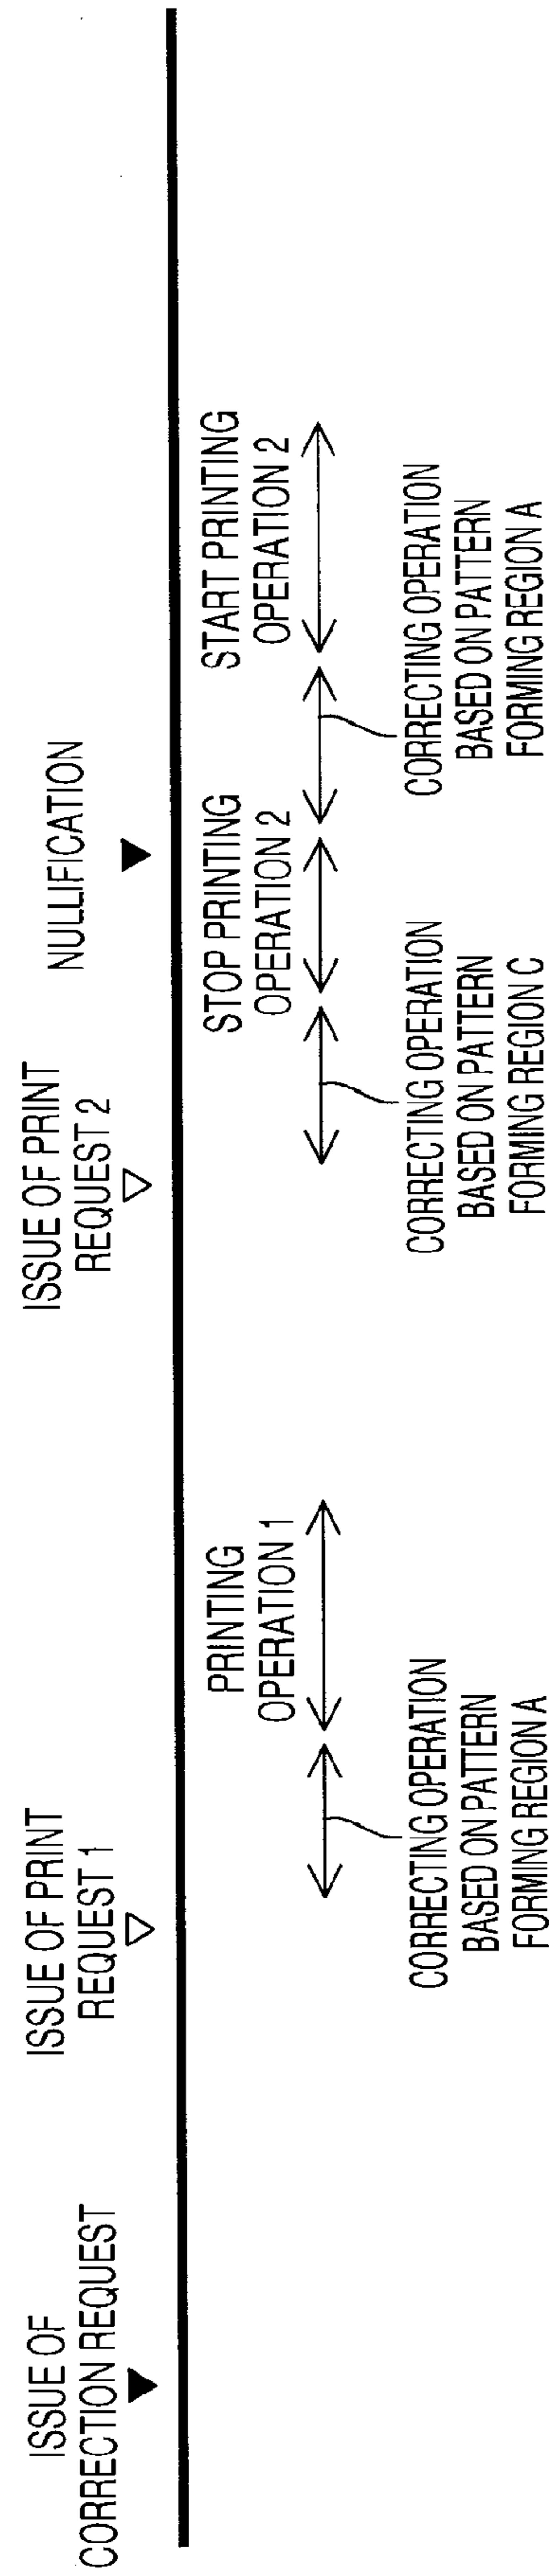 ISSUE OF
CORRECTION REQUEST
ISSUE OF PRINT
REQUEST 1
ISSUE OF PRINT
REQUEST 2
NULLIFICATION
PRINTING
OPERATION 1
STOP PRINTING
OPERATION 2
START PRINTING
OPERATION 2
CORRECTING OPERATION
BASED ON PATTERN
FORMING REGION A
CORRECTING OPERATION
BASED ON PATTERN
FORMING REGION C
CORRECTING OPERATION
BASED ON PATTERN
FORMING REGION A